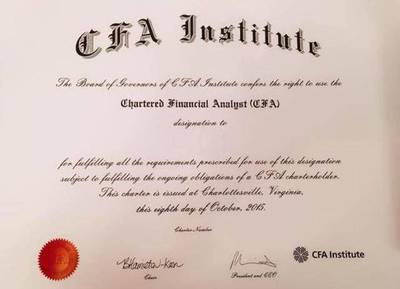 CFA Institute
The Board of Governors of CFA Institute confers the right to use the
Chartered Financial Analyst (CFA)
designation to
for fulfilling all the requirements prescribed for use of this designation
subject to fulfilling the ongoing obligations of a CFA charterholder.
This charter is issued at Charlottesville, Virginia,
this eighth day of October, 2015.
Charter Number
Chair
President and CEO
CFA Institute